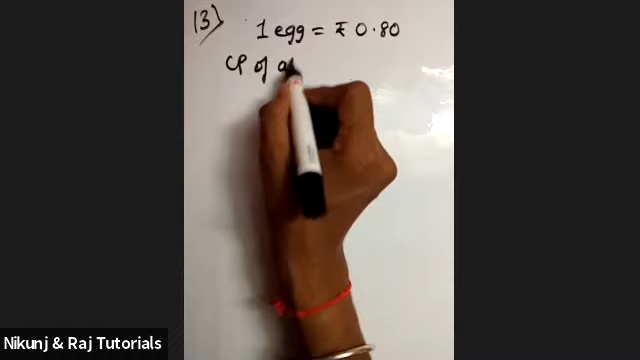 13)
1 egg = ₹ 0.80
CP of
Nikunj & Raj Tutorials